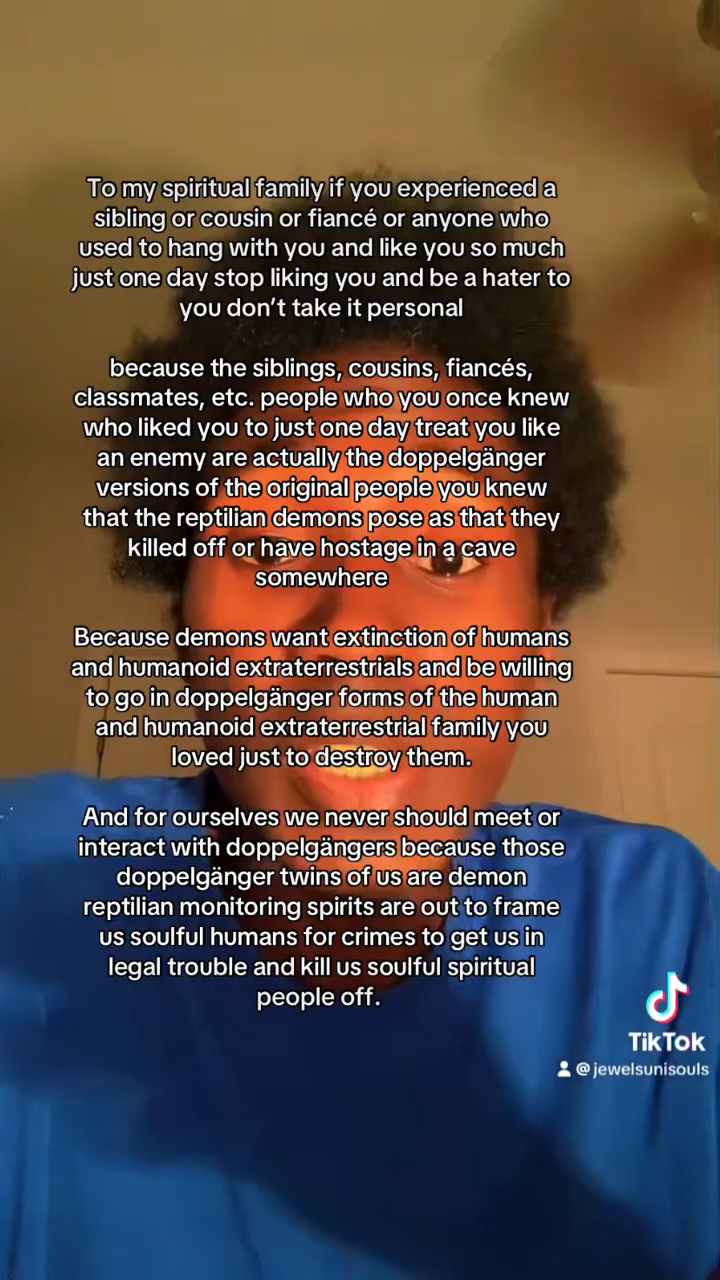 To my spiritual family if you experienced a
sibling or cousin or fiancé or anyone who
used to hang with you and like you so much
just one day stop liking you and be a hater to
you don’t take it personal
because the siblings, cousins, fiancés,
classmates, etc. people who you once knew
who liked you to just one day treat you like
an enemy are actually the doppelgänger
versions of the original people you knew
that the reptilian demons pose as that they
killed off or have hostage in a cave
somewhere
Because demons want extinction of humans
and humanoid extraterrestrials and be willing
to go in doppelgänger forms of the human
and humanoid extraterrestrial family you
loved just to destroy them.
And for ourselves we never should meet or
interact with doppelgängers because those
doppelgänger twins of us are demon
reptilian monitoring spirits are out to frame
us soulful humans for crimes to get us in
legal trouble and kill us soulful spiritual
people off.
TikTok
@jewelsunisouls